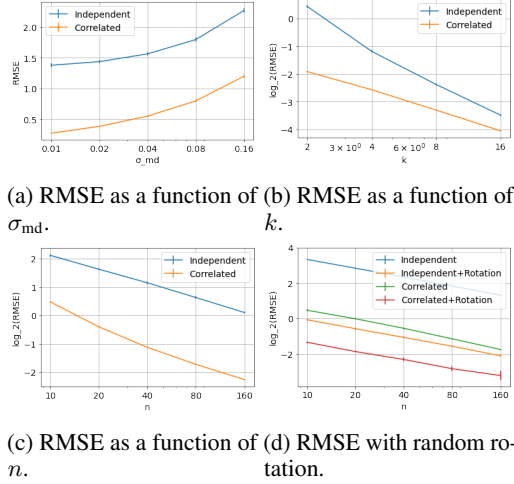 Independent
Correlated
2.0
1.5
1.0
0.5
RMSE
0.01 0.02 0.04 0.08 0.16
σ_md
Independent
Correlated
0
−1
−2
−3
−4
log_2(RMSE)
2 3 × 10⁰ 4 6 × 10⁰ 8 16
k
(a) RMSE as a function of
σmd.
(b) RMSE as a function of
k.
Independent
Correlated
2
1
0
−1
−2
log_2(RMSE)
10 20 40 80 160
n
4
2
0
−2
log_2(RMSE)
Independent
Independent+Rotation
Correlated
Correlated+Rotation
10 20 40 80 160
n
(c) RMSE as a function of
n.
(d) RMSE with random ro-
tation.